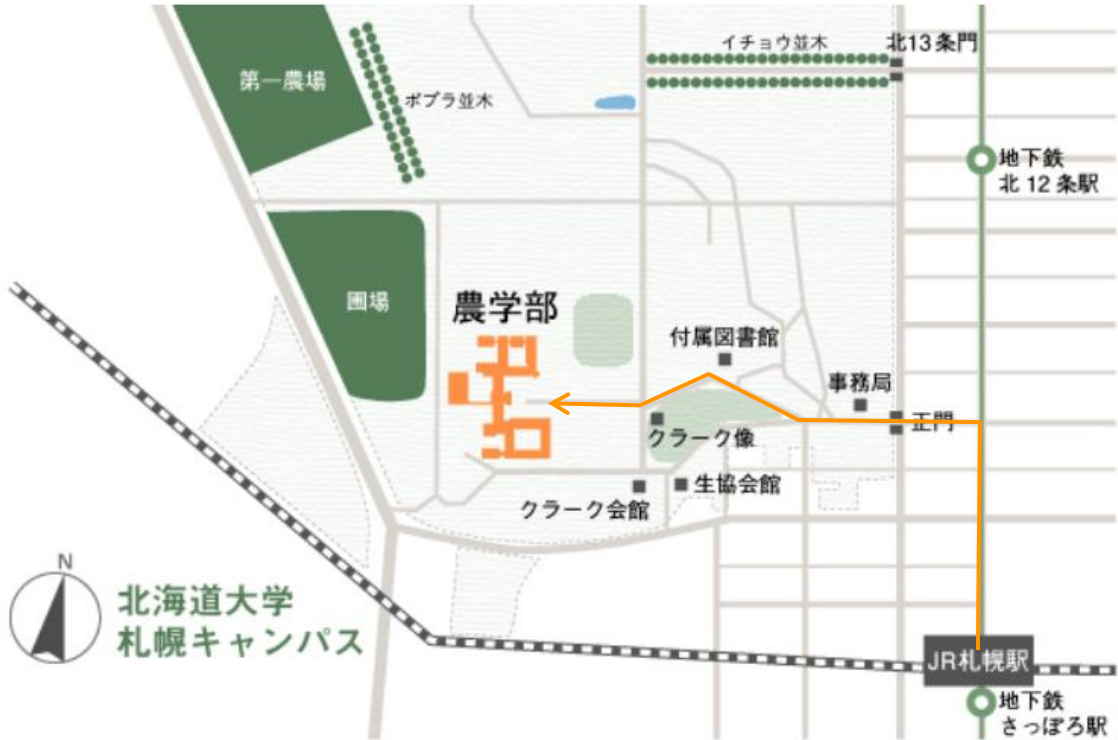 イチョウ並木
北13条門
第一農場
ポプラ並木
地下鉄
北12条駅
圃場
農学部
付属図書館
事務局
正門
クラーク像
生協会館
クラーク会館
N
北海道大学
札幌キャンパス
JR札幌駅
地下鉄
さっぽろ駅